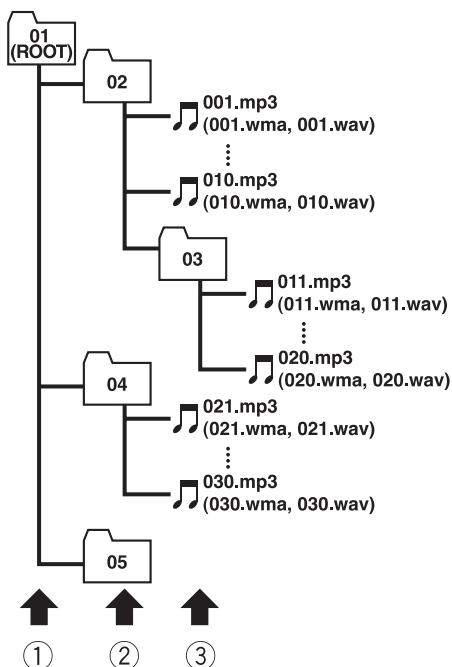 01
(ROOT)
02
001.mp3
(001.wma, 001.wav)
010.mp3
(010.wma, 010.wav)
03
011.mp3
(011.wma, 011.wav)
020.mp3
(020.wma, 020.wav)
04
021.mp3
(021.wma, 021.wav)
030.mp3
(030.wma, 030.wav)
05
① ② ③